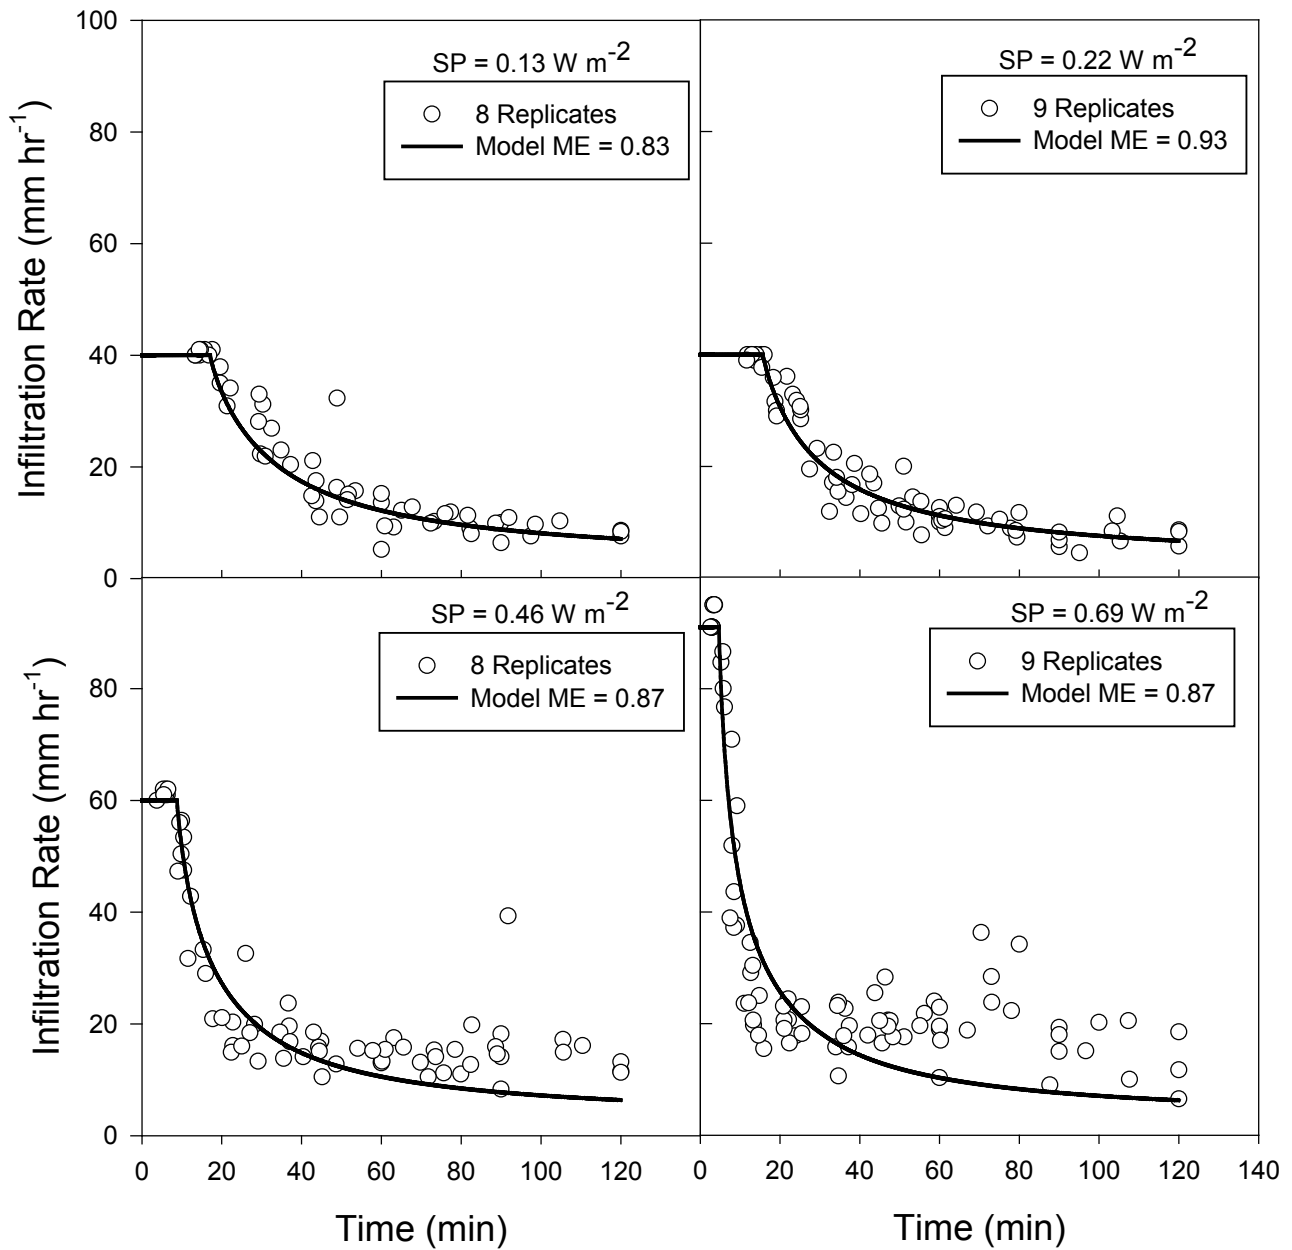 100
80
60
40
20
0
Infiltration Rate (mm hr-1)
SP = 0.13 W m-2
8 Replicates
Model ME = 0.83
SP = 0.22 W m-2
9 Replicates
Model ME = 0.93
80
60
40
20
0
Infiltration Rate (mm hr-1)
SP = 0.46 W m-2
8 Replicates
Model ME = 0.87
SP = 0.69 W m-2
9 Replicates
Model ME = 0.87
0 20 40 60 80 100 120
0 20 40 60 80 100 120 140
Time (min)
Time (min)